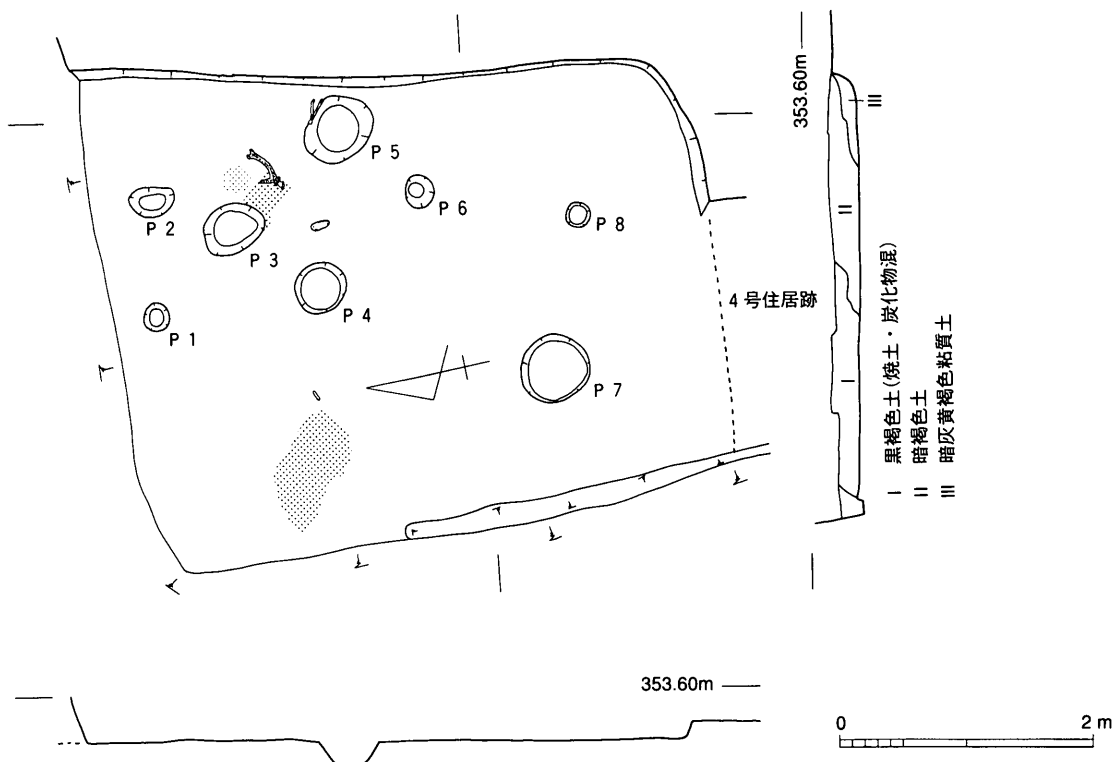 353.60m
Ⅲ
P 5
P 6
P 2
P 8
P 3
Ⅱ
P 4
4号住居跡
P 1
P 7
Ⅰ
Ⅰ 黒褐色土(焼土・炭化物混)
Ⅱ 暗褐色土
Ⅲ 暗灰黄褐色粘質土
353.60m
0 2 m